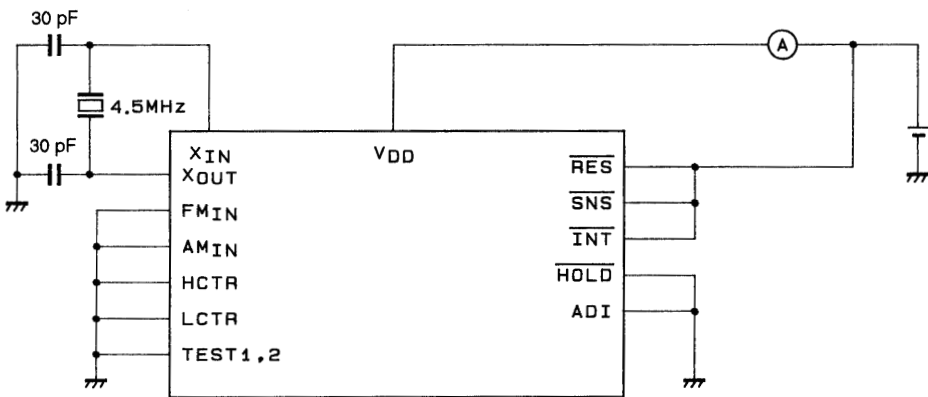 30 pF
A
4.5MHz
30 pF
XIN
VDD
RES
XOUT
SNS
FMIN
INT
AMIN
HOLD
HCTR
ADI
LCTR
TEST1,2